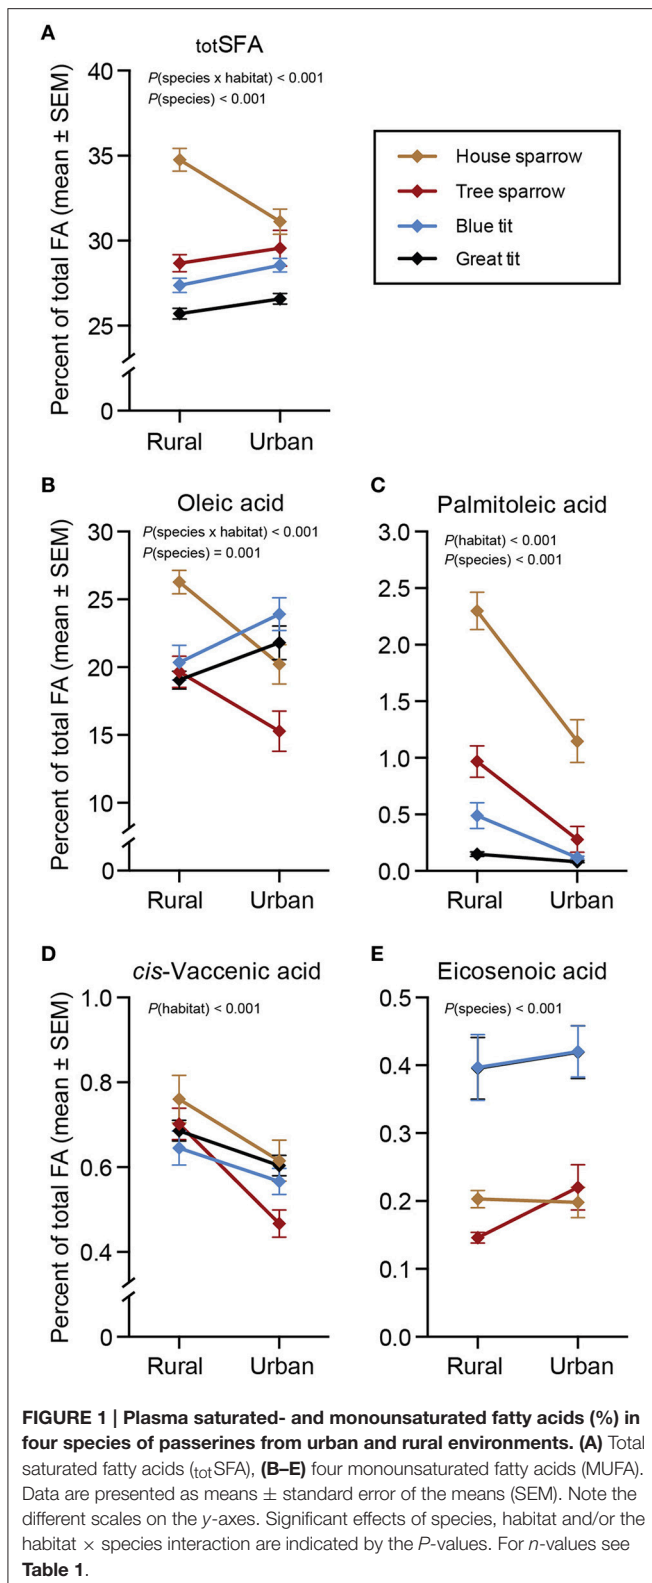 A
totSFA
P(species x habitat) < 0.001
P(species) < 0.001
Percent of total FA (mean ± SEM)
40
35
30
25
0
Rural
Urban
House sparrow
Tree sparrow
Blue tit
Great tit
B
Oleic acid
P(species x habitat) < 0.001
P(species) = 0.001
Percent of total FA (mean ± SEM)
30
25
20
15
10
0
Rural
Urban
C
Palmitoleic acid
P(habitat) < 0.001
P(species) < 0.001
3.0
2.5
2.0
1.5
1.0
0.5
0.0
Rural
Urban
D
cis-Vaccenic acid
P(habitat) < 0.001
Percent of total FA (mean ± SEM)
1.0
0.8
0.6
0.4
0
Rural
Urban
E
Eicosenoic acid
P(species) < 0.001
0.5
0.4
0.3
0.2
0.1
0.0
Rural
Urban
FIGURE 1 | Plasma saturated- and monounsaturated fatty acids (%) in
four species of passerines from urban and rural environments. (A) Total
saturated fatty acids (totSFA), (B–E) four monounsaturated fatty acids (MUFA).
Data are presented as means ± standard error of the means (SEM). Note the
different scales on the y-axes. Significant effects of species, habitat and/or the
habitat × species interaction are indicated by the P-values. For n-values see
Table 1.